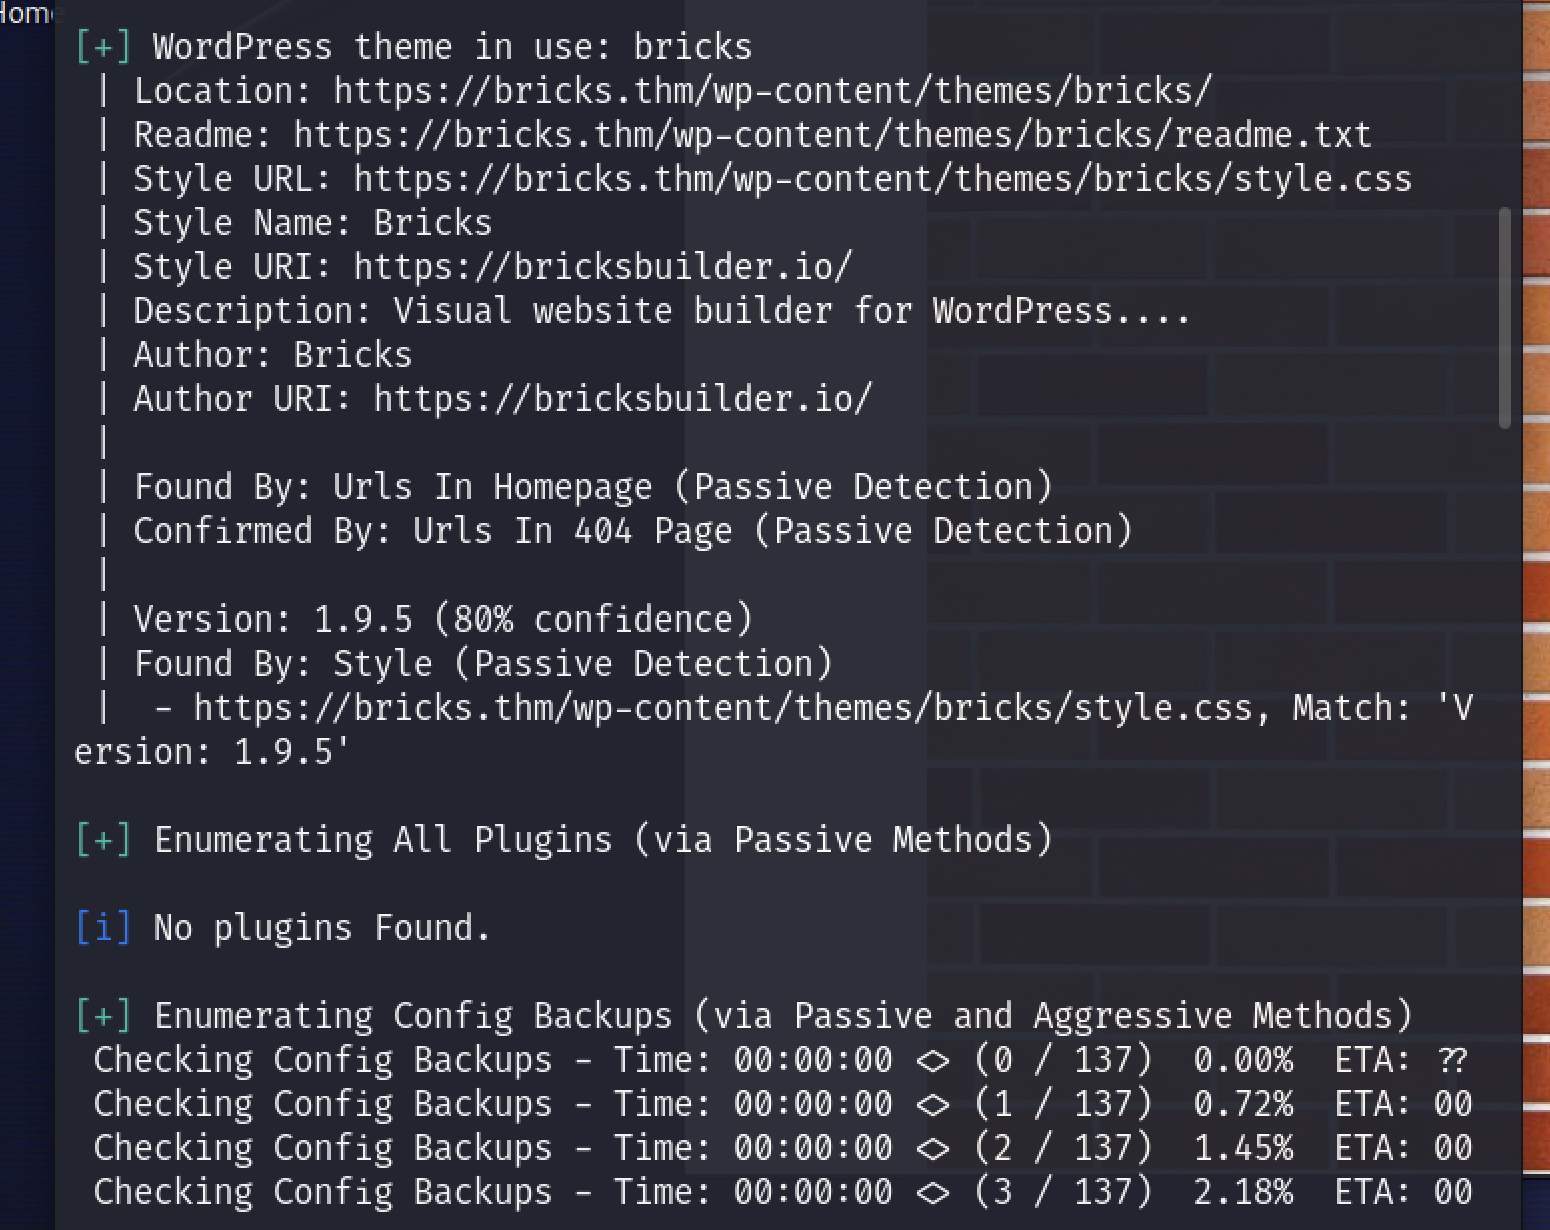 Home
[+] WordPress theme in use: bricks
 | Location: https://bricks.thm/wp-content/themes/bricks/
 | Readme: https://bricks.thm/wp-content/themes/bricks/readme.txt
 | Style URL: https://bricks.thm/wp-content/themes/bricks/style.css
 | Style Name: Bricks
 | Style URI: https://bricksbuilder.io/
 | Description: Visual website builder for WordPress....
 | Author: Bricks
 | Author URI: https://bricksbuilder.io/
 |
 | Found By: Urls In Homepage (Passive Detection)
 | Confirmed By: Urls In 404 Page (Passive Detection)
 |
 | Version: 1.9.5 (80% confidence)
 | Found By: Style (Passive Detection)
 |  - https://bricks.thm/wp-content/themes/bricks/style.css, Match: 'V
ersion: 1.9.5'
[+] Enumerating All Plugins (via Passive Methods)
[i] No plugins Found.
[+] Enumerating Config Backups (via Passive and Aggressive Methods)
 Checking Config Backups - Time: 00:00:00 <> (0 / 137)  0.00%  ETA: ??
 Checking Config Backups - Time: 00:00:00 <> (1 / 137)  0.72%  ETA: 00
 Checking Config Backups - Time: 00:00:00 <> (2 / 137)  1.45%  ETA: 00
 Checking Config Backups - Time: 00:00:00 <> (3 / 137)  2.18%  ETA: 00